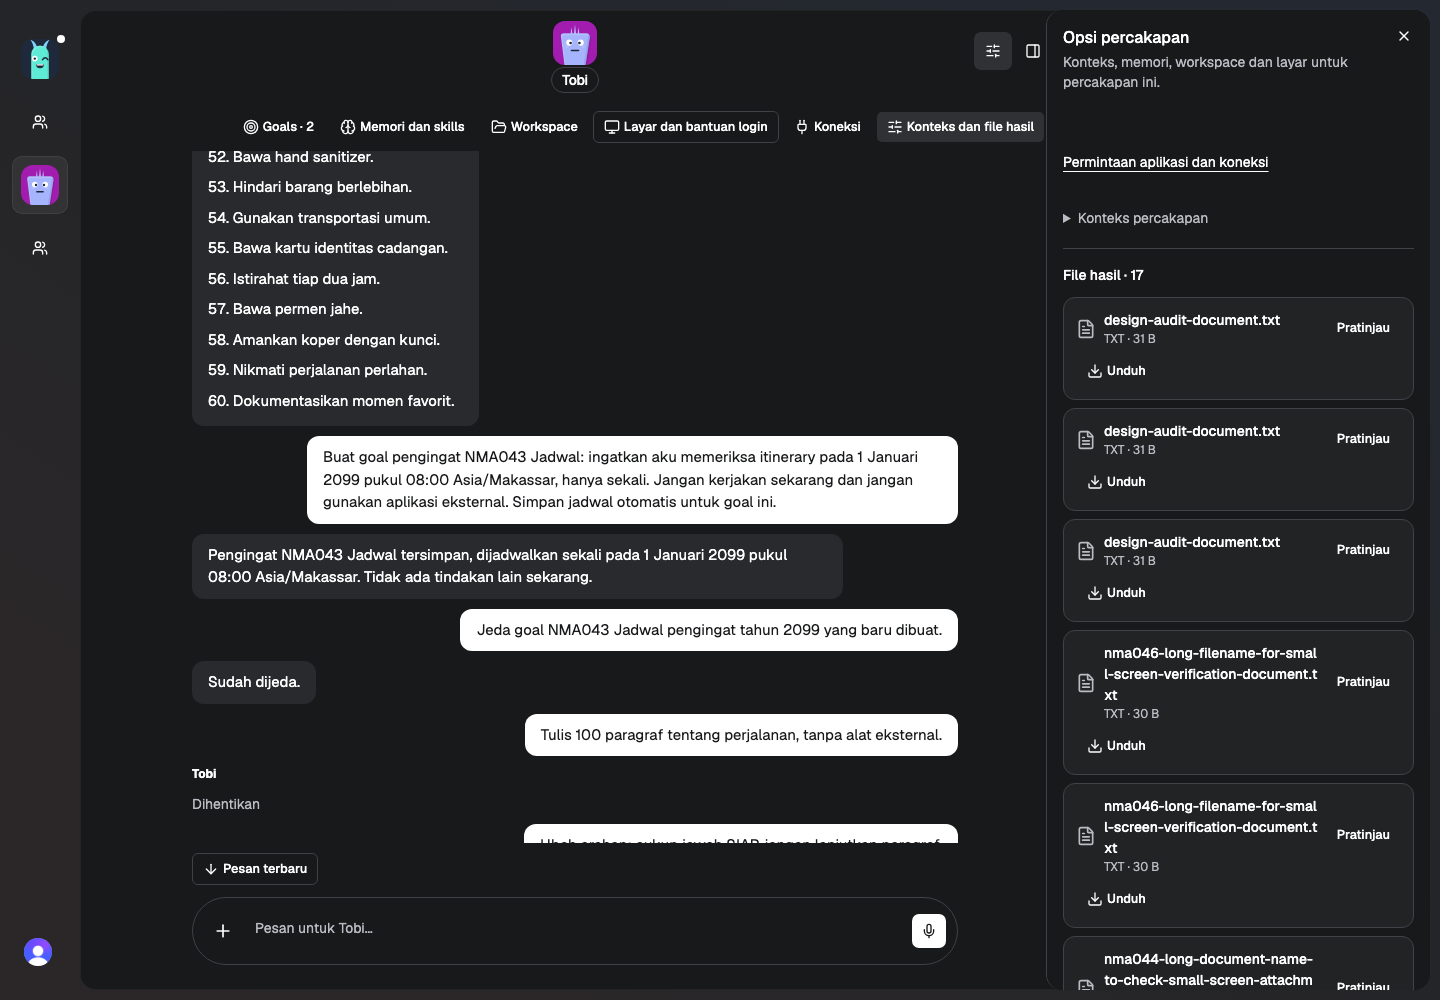 Tobi
Goals · 2
Memori dan skills
Workspace
Layar dan bantuan login
Koneksi
Konteks dan file hasil
52. Bawa hand sanitizer.
53. Hindari barang berlebihan.
54. Gunakan transportasi umum.
55. Bawa kartu identitas cadangan.
56. Istirahat tiap dua jam.
57. Bawa permen jahe.
58. Amankan koper dengan kunci.
59. Nikmati perjalanan perlahan.
60. Dokumentasikan momen favorit.
Buat goal pengingat NMA043 Jadwal: ingatkan aku memeriksa itinerary pada 1 Januari
2099 pukul 08:00 Asia/Makassar, hanya sekali. Jangan kerjakan sekarang dan jangan
gunakan aplikasi eksternal. Simpan jadwal otomatis untuk goal ini.
Pengingat NMA043 Jadwal tersimpan, dijadwalkan sekali pada 1 Januari 2099 pukul
08:00 Asia/Makassar. Tidak ada tindakan lain sekarang.
Jeda goal NMA043 Jadwal pengingat tahun 2099 yang baru dibuat.
Sudah dijeda.
Tulis 100 paragraf tentang perjalanan, tanpa alat eksternal.
Tobi
Dihentikan
Pesan terbaru
Pesan untuk Tobi...
Opsi percakapan
Konteks, memori, workspace dan layar untuk
percakapan ini.
Permintaan aplikasi dan koneksi
Konteks percakapan
File hasil · 17
design-audit-document.txt
TXT · 31 B
Pratinjau
Unduh
design-audit-document.txt
TXT · 31 B
Pratinjau
Unduh
design-audit-document.txt
TXT · 31 B
Pratinjau
Unduh
nma046-long-filename-for-smal
l-screen-verification-document.t
xt
TXT · 30 B
Pratinjau
Unduh
nma046-long-filename-for-smal
l-screen-verification-document.t
xt
TXT · 30 B
Pratinjau
Unduh
nma044-long-document-name-
to-check-small-screen-attachm
Pratinjau